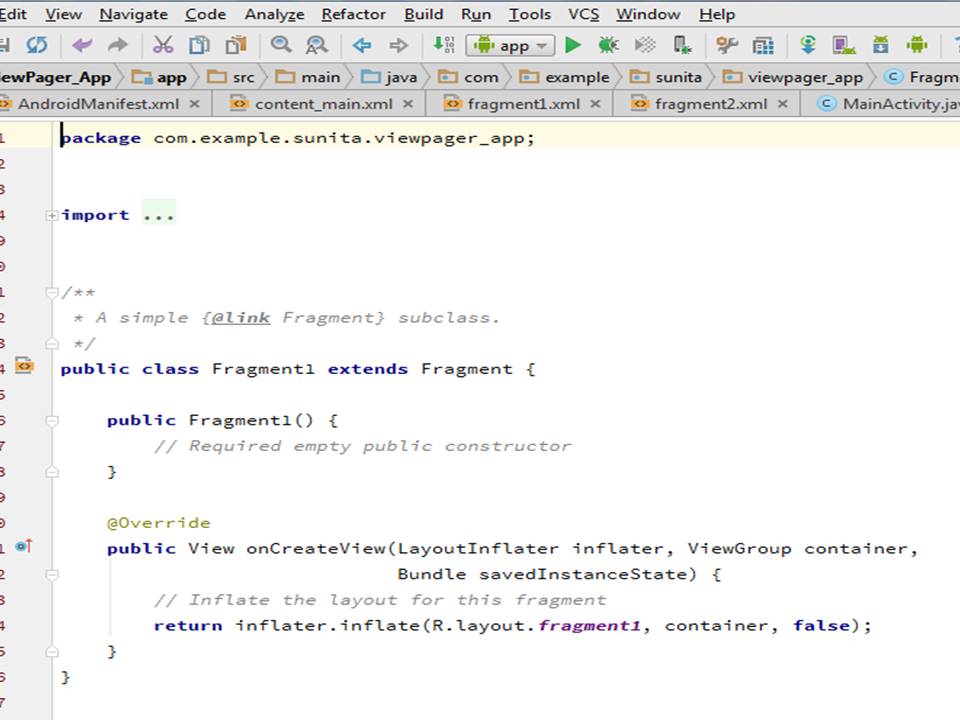 Edit View Navigate Code Analyze Refactor Build Run Tools VCS Window Help
app
ewPager_App app src main java com example sunita viewpager_app Fragm
AndroidManifest.xml content_main.xml fragment1.xml fragment2.xml MainActivity.jav
1 package com.example.sunita.viewpager_app;
2
3
4 import ...
9
0
1 /**
2 * A simple {@link Fragment} subclass.
3 */
4 public class Fragment1 extends Fragment {
5
6 public Fragment1() {
7 // Required empty public constructor
8 }
9
0 @Override
1 public View onCreateView(LayoutInflater inflater, ViewGroup container,
2 Bundle savedInstanceState) {
3 // Inflate the layout for this fragment
4 return inflater.inflate(R.layout.fragment1, container, false);
5 }
6 }
7